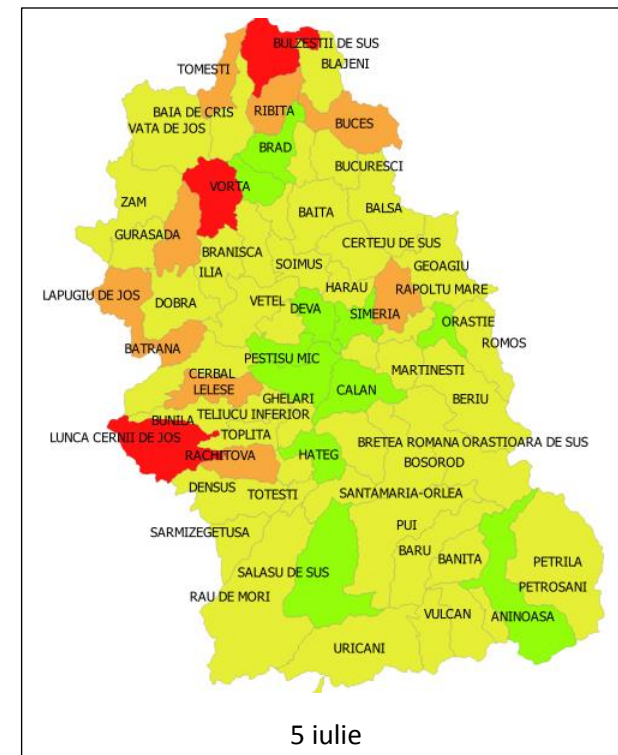 BULZESTII DE SUS
BLAJENI
TOMESTI
BAIA DE CRIS
RIBITA
VATA DE JOS
BUCES
BRAD
BUCURESCI
VORTA
ZAM
BAITA
BALSA
GURASADA
CERTEJU DE SUS
BRANISCA
SOIMUS
GEOAGIU
ILIA
HARAU
RAPOLTU MARE
LAPUGIU DE JOS
DOBRA
VETEL
DEVA
SIMERIA
ORASTIE
ROMOS
BATRANA
PESTISU MIC
CERBAL
MARTINESTI
LELESE
GHELARI
CALAN
BERIU
TELIUCU INFERIOR
BUNILA
LUNCA CERNII DE JOS
TOPLITA
BRETEA ROMANA
ORASTIOARA DE SUS
RACHITOVA
HATEG
BOSOROD
DENSUS
TOTESTI
SANTAMARIA-ORLEA
SARMIZEGETUSA
PUI
BARU
BANITA
PETRILA
SALASU DE SUS
PETROSANI
RAU DE MORI
VULCAN
ANINOASA
URICANI
5 iulie